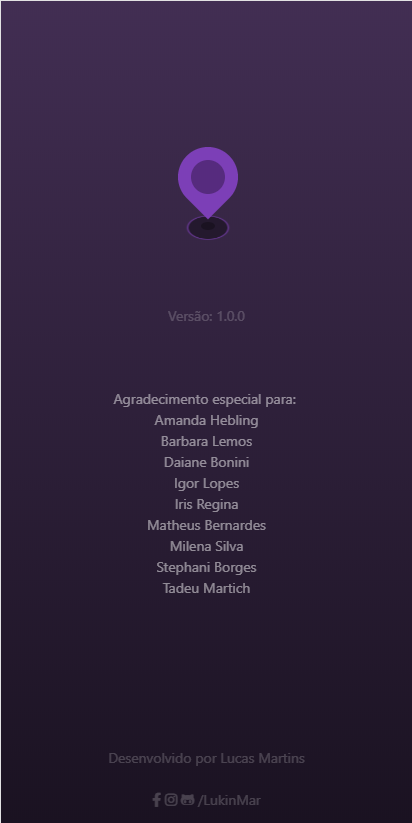 Versão: 1.0.0
Agradecimento especial para:
Amanda Hebling
Barbara Lemos
Daiane Bonini
Igor Lopes
Iris Regina
Matheus Bernardes
Milena Silva
Stephani Borges
Tadeu Martich
Desenvolvido por Lucas Martins
/LukinMar